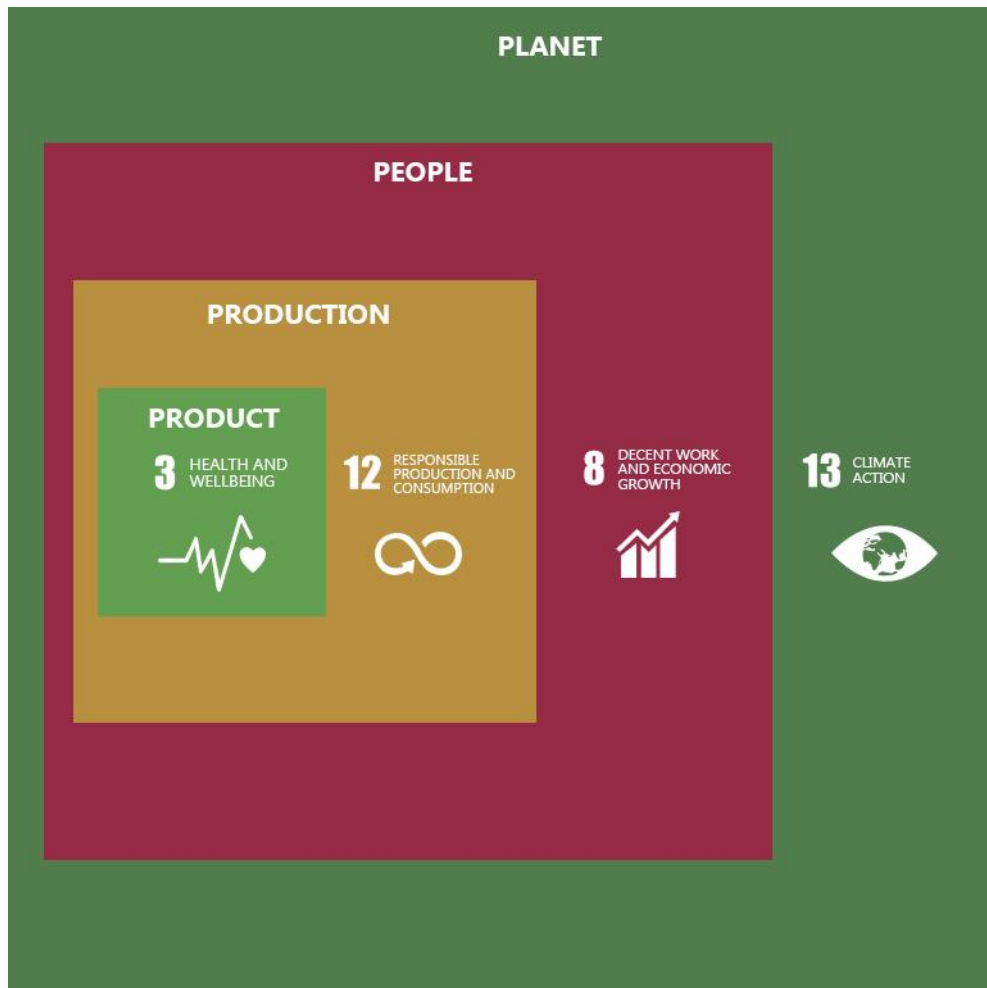 PLANET
PEOPLE
PRODUCTION
PRODUCT
3 HEALTH AND
WELLBEING
12 RESPONSIBLE
PRODUCTION AND
CONSUMPTION
8 DECENT WORK
AND ECONOMIC
GROWTH
13 CLIMATE
ACTION